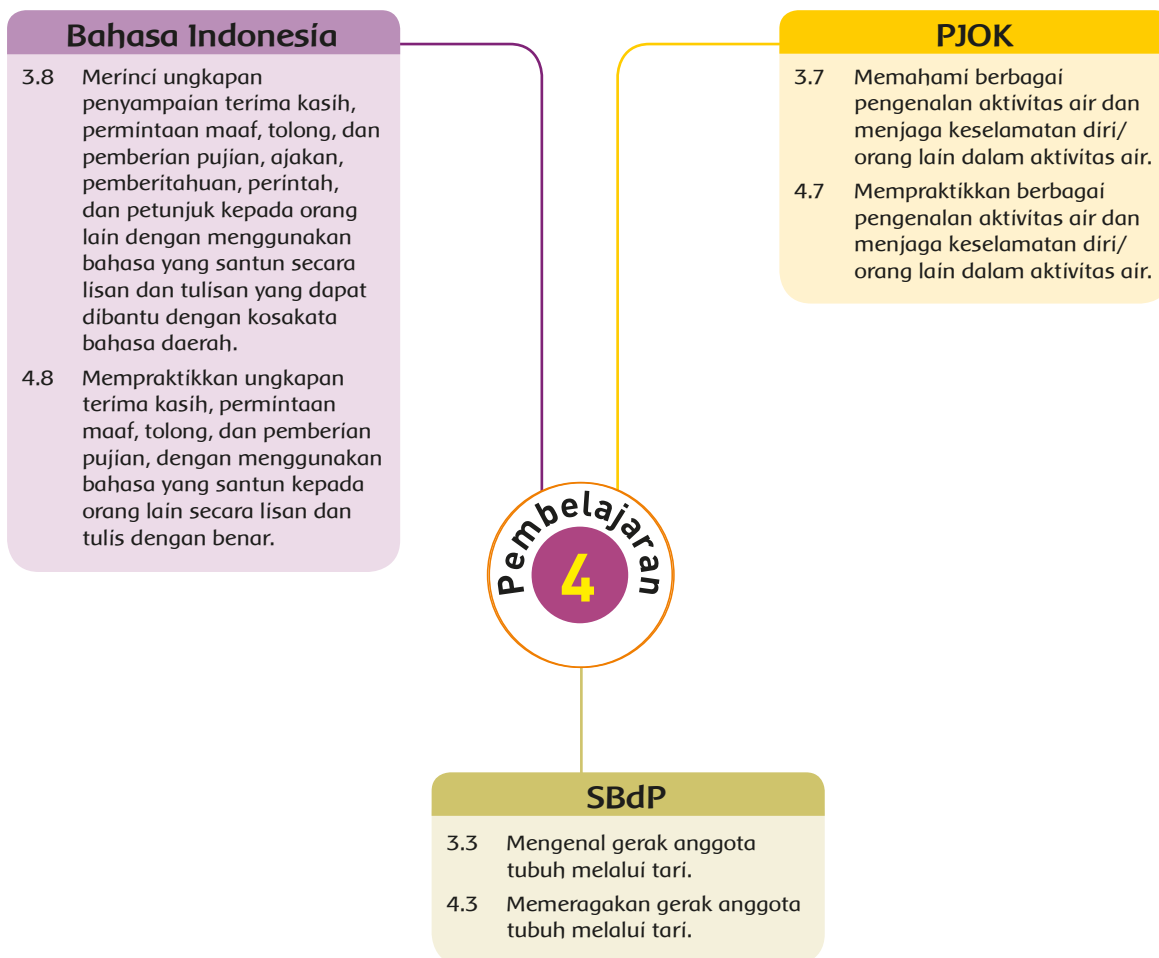 Bahasa Indonesia
3.8 Merinci ungkapan
penyampaian terima kasih,
permintaan maaf, tolong, dan
pemberian pujian, ajakan,
pemberitahuan, perintah,
dan petunjuk kepada orang
lain dengan menggunakan
bahasa yang santun secara
lisan dan tulisan yang dapat
dibantu dengan kosakata
bahasa daerah.
4.8 Mempraktikkan ungkapan
terima kasih, permintaan
maaf, tolong, dan pemberian
pujian, dengan menggunakan
bahasa yang santun kepada
orang lain secara lisan dan
tulis dengan benar.
PJOK
3.7 Memahami berbagai
pengenalan aktivitas air dan
menjaga keselamatan diri/
orang lain dalam aktivitas air.
4.7 Mempraktikkan berbagai
pengenalan aktivitas air dan
menjaga keselamatan diri/
orang lain dalam aktivitas air.
Pembelajaran
4
SBdP
3.3 Mengenal gerak anggota
tubuh melalui tari.
4.3 Memeragakan gerak anggota
tubuh melalui tari.